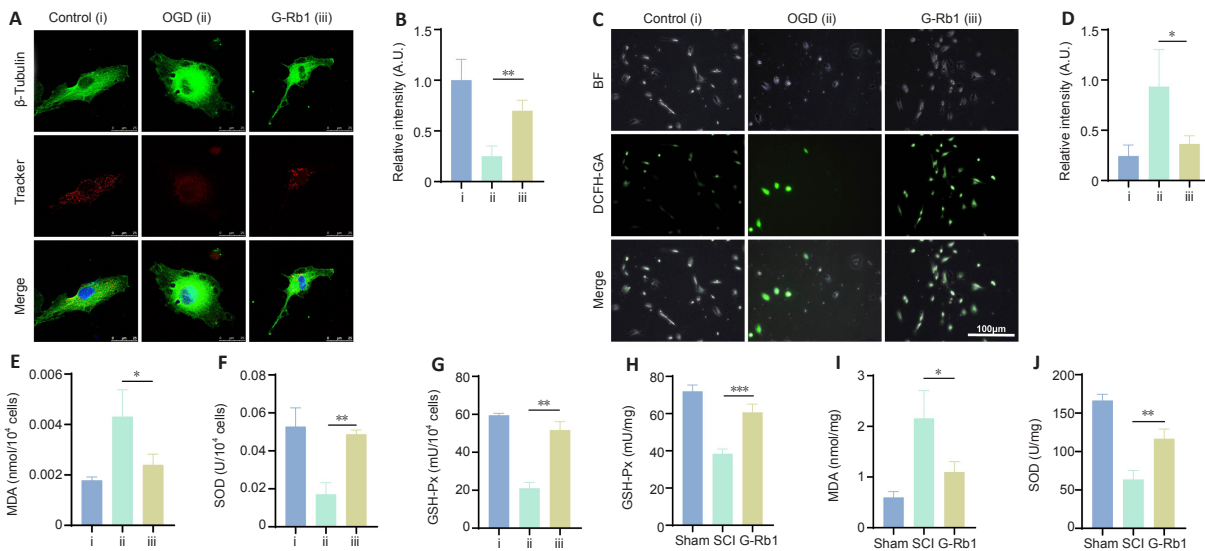 A
Control (i) OGD (ii) G-Rb1 (iii)
β-Tubulin
Tracker
Merge
B
Relative intensity (A.U.)
1.5
1.0
0.5
0
**
i ii iii
C
Control (i) OGD (ii) G-Rb1 (iii)
BF
DCFH-GA
Merge
100μm
D
Relative intensity (A.U.)
1.5
1.0
0.5
0
*
i ii iii
E
MDA (nmol/10⁴ cells)
0.006
0.004
0.002
0
*
i ii iii
F
SOD (U/10⁴ cells)
0.08
0.06
0.04
0.02
0
**
i ii iii
G
GSH-Px (mU/10⁴ cells)
80
60
40
20
0
**
i ii iii
H
GSH-Px (mU/mg)
80
60
40
20
0
***
Sham SCI G-Rb1
I
MDA (nmol/mg)
3
2
1
0
*
Sham SCI G-Rb1
J
SOD (U/mg)
200
150
100
50
0
**
Sham SCI G-Rb1